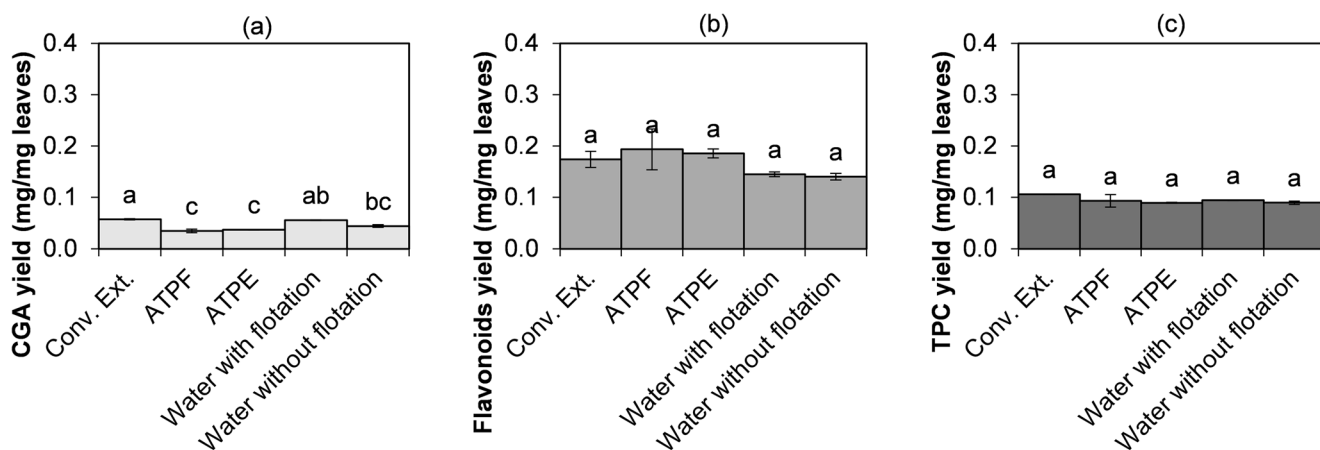 (a)
CGA yield (mg/mg leaves)
0.4
0.3
0.2
0.1
0.0
a
c
c
ab
bc
Conv. Ext.
ATPF
ATPE
Water with flotation
Water without flotation
(b)
Flavonoids yield (mg/mg leaves)
0.4
0.3
0.2
0.1
0.0
a
a
a
a
a
Conv. Ext.
ATPF
ATPE
Water with flotation
Water without flotation
(c)
TPC yield (mg/mg leaves)
0.4
0.3
0.2
0.1
0.0
a
a
a
a
a
Conv. Ext.
ATPF
ATPE
Water with flotation
Water without flotation